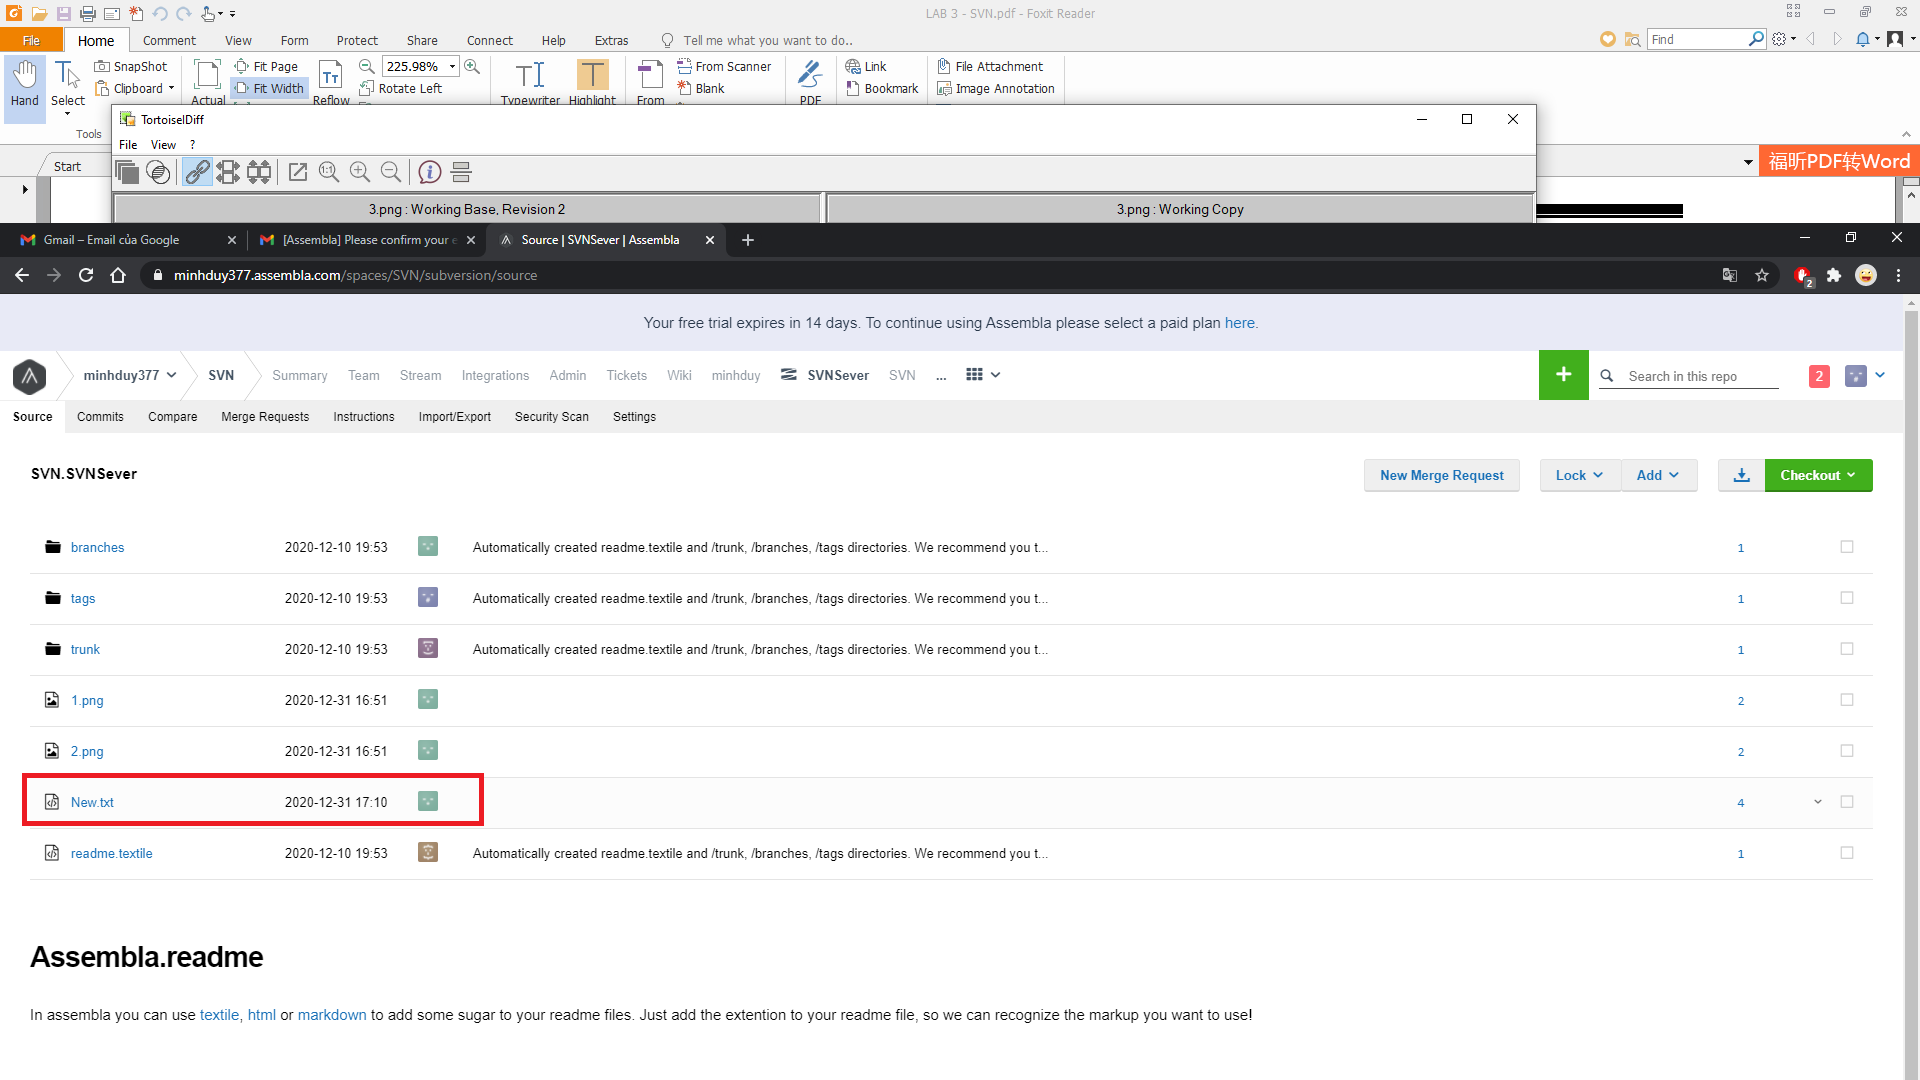 LAB 3 - SVN.pdf - Foxit Reader
File Home Comment View Form Protect Share Connect Help Extras Tell me what you want to do.. Find
Hand
Select
SnapShot
Clipboard
Actual
Fit Page
Fit Width
Reflow
225.98%
Rotate Left
Typewriter
Highlight
From
From Scanner
Blank
PDF
Link
Bookmark
File Attachment
Image Annotation
Tools
TortoiseIDiff
File View ?
Start
福昕PDF转Word
1:1
3.png : Working Base, Revision 2
3.png : Working Copy
Gmail – Email của Google
[Assembla] Please confirm your e
Source | SVNSever | Assembla
minhduy377.assembla.com/spaces/SVN/subversion/source
2
Your free trial expires in 14 days. To continue using Assembla please select a paid plan here.
minhduy377 SVN Summary Team Stream Integrations Admin Tickets Wiki minhduy SVNSever SVN ... + Search in this repo 2
Source Commits Compare Merge Requests Instructions Import/Export Security Scan Settings
SVN.SVNSever
New Merge Request Lock Add Checkout
branches 2020-12-10 19:53 Automatically created readme.textile and /trunk, /branches, /tags directories. We recommend you t... 1
tags 2020-12-10 19:53 Automatically created readme.textile and /trunk, /branches, /tags directories. We recommend you t... 1
trunk 2020-12-10 19:53 Automatically created readme.textile and /trunk, /branches, /tags directories. We recommend you t... 1
1.png 2020-12-31 16:51 2
2.png 2020-12-31 16:51 2
New.txt 2020-12-31 17:10 4
readme.textile 2020-12-10 19:53 Automatically created readme.textile and /trunk, /branches, /tags directories. We recommend you t... 1
Assembla.readme
In assembla you can use textile, html or markdown to add some sugar to your readme files. Just add the extention to your readme file, so we can recognize the markup you want to use!